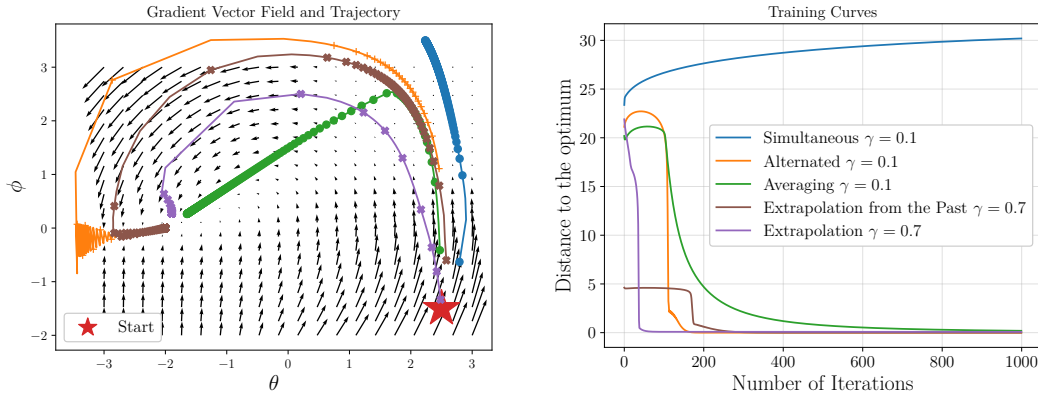 Gradient Vector Field and Trajectory
3
2
1
0
−1
−2
ϕ
Start
−3
−2
−1
0
1
2
3
θ
Training Curves
30
25
20
15
10
5
0
Distance to the optimum
Simultaneous γ = 0.1
Alternated γ = 0.1
Averaging γ = 0.1
Extrapolation from the Past γ = 0.7
Extrapolation γ = 0.7
0
200
400
600
800
1000
Number of Iterations